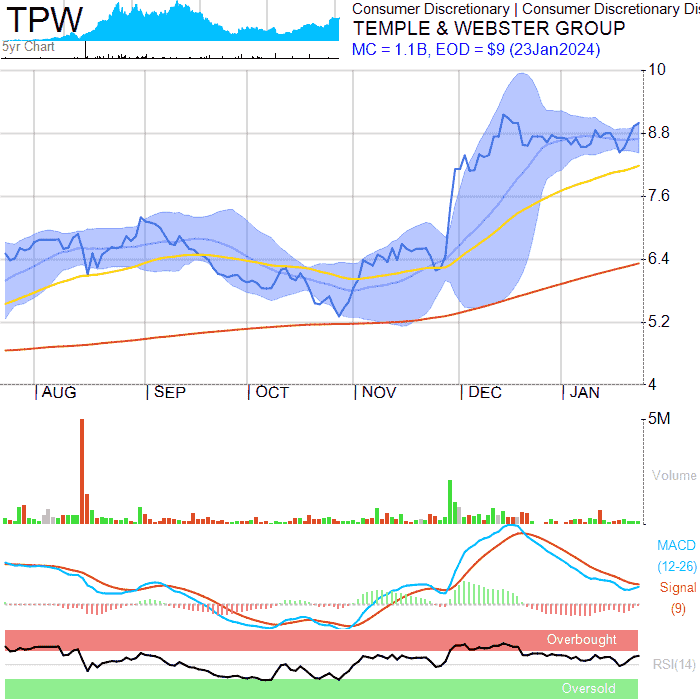 TPW
5yr Chart
Consumer Discretionary | Consumer Discretionary Dis
TEMPLE & WEBSTER GROUP
MC = 1.1B, EOD = $9 (23Jan2024)
10
8.8
7.6
6.4
5.2
4
AUG SEP OCT NOV DEC JAN
5M
Volume
MACD
(12-26)
Signal
(9)
Overbought
RSI(14)
Oversold